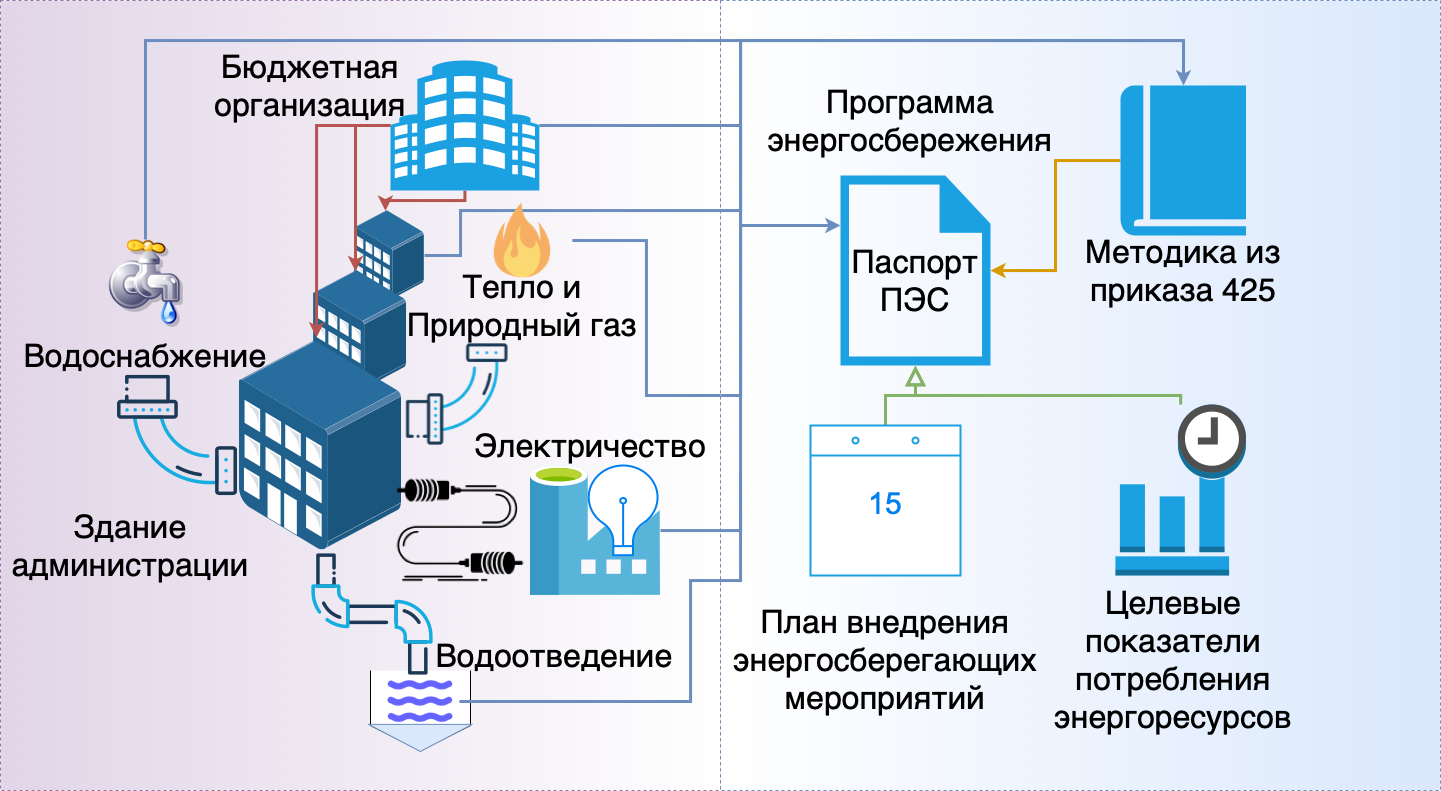 Бюджетная
организация
Водоснабжение
Тепло и
Природный газ
Электричество
Здание
администрации
Водоотведение
Программа
энергосбережения
Паспорт
ПЭС
Методика из
приказа 425
15
План внедрения
энергосберегающих
мероприятий
Целевые
показатели
потребления
энергоресурсов